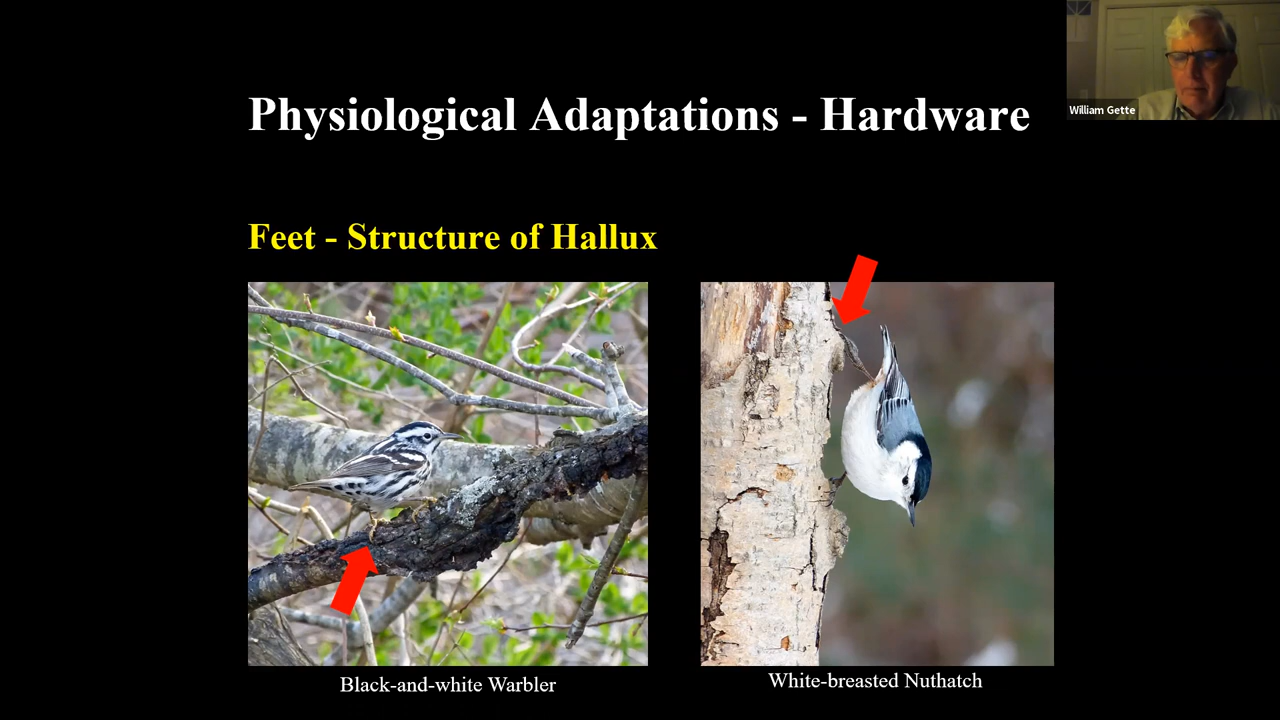 Physiological Adaptations - Hardware
William Gette
Feet - Structure of Hallux
Black-and-white Warbler
White-breasted Nuthatch